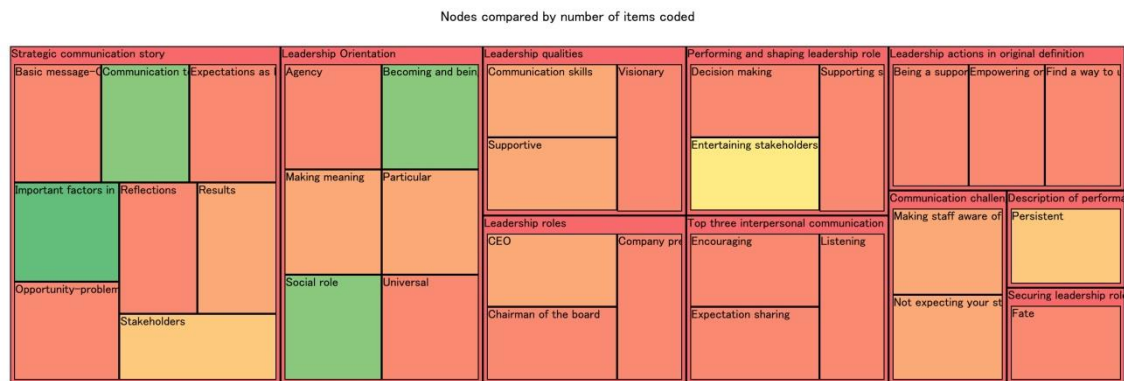 Nodes compared by number of items coded
Strategic communication story
Basic message-
Communication t
Expectations as
Important factors in
Reflections
Results
Opportunity-problem
Stakeholders
Leadership Orientation
Agency
Becoming and bein
Making meaning
Particular
Social role
Universal
Leadership qualities
Communication skills
Visionary
Supportive
Leadership roles
CEO
Company pre
Chairman of the board
Performing and shaping leadership role
Decision making
Supporting s
Entertaining stakeholders
Top three interpersonal communication
Encouraging
Listening
Expectation sharing
Leadership actions in original definition
Being a suppor
Empowering or
Find a way to u
Communication challen
Making staff aware of
Not expecting your st
Description of performa
Persistent
Securing leadership role
Fate